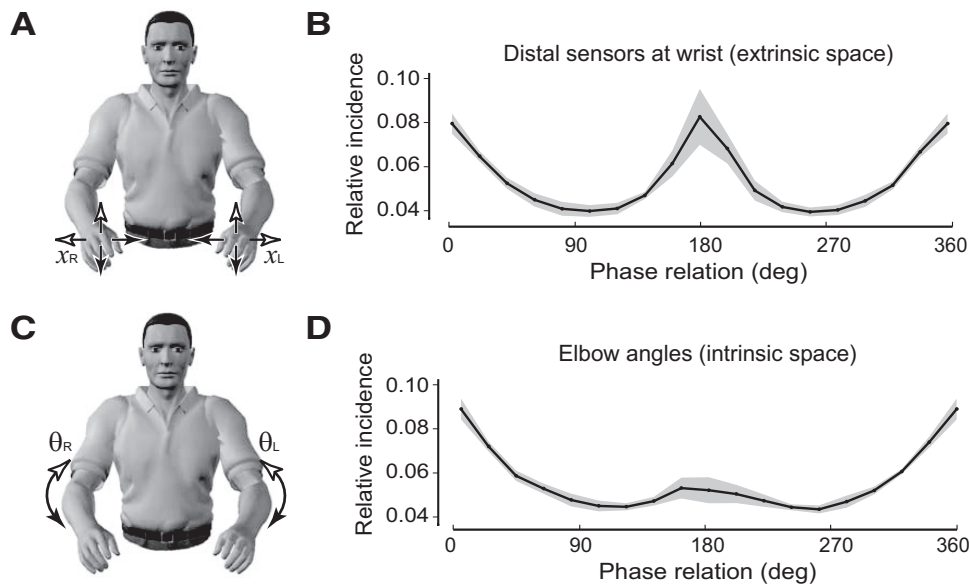 A
xR
xL
B
Distal sensors at wrist (extrinsic space)
Relative incidence
0.10
0.08
0.06
0.04
0
90
180
270
360
Phase relation (deg)
C
θR
θL
D
Elbow angles (intrinsic space)
Relative incidence
0.10
0.08
0.06
0.04
0
90
180
270
360
Phase relation (deg)